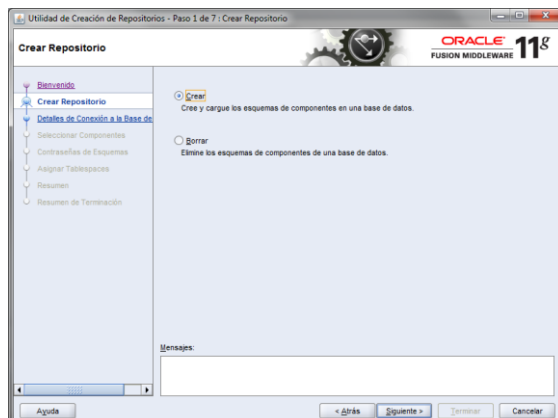 Utilidad de Creación de Repositorios - Paso 1 de 7 : Crear Repositorio
Crear Repositorio
ORACLE
FUSION MIDDLEWARE 11g
Bienvenido
Crear Repositorio
Detalles de Conexión a la Base de
Seleccionar Componentes
Contraseñas de Esquemas
Asignar Tablespaces
Resumen
Resumen de Terminación
Crear
Cree y cargue los esquemas de componentes en una base de datos.
Borrar
Elimine los esquemas de componentes de una base de datos.
Mensajes:
Ayuda
< Atrás
Siguiente >
Terminar
Cancelar